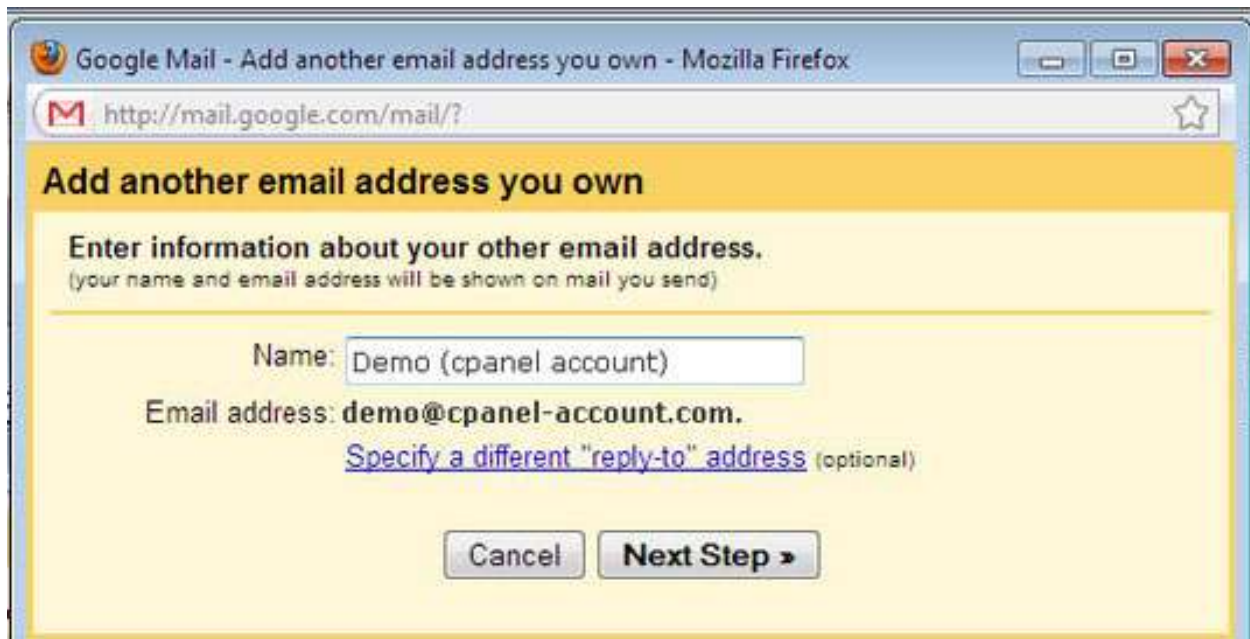 Google Mail - Add another email address you own - Mozilla Firefox
http://mail.google.com/mail/?
Add another email address you own
Enter information about your other email address.
(your name and email address will be shown on mail you send)
Name: Demo (cpanel account)
Email address: demo@cpanel-account.com.
Specify a different "reply-to" address (optional)
Cancel Next Step »